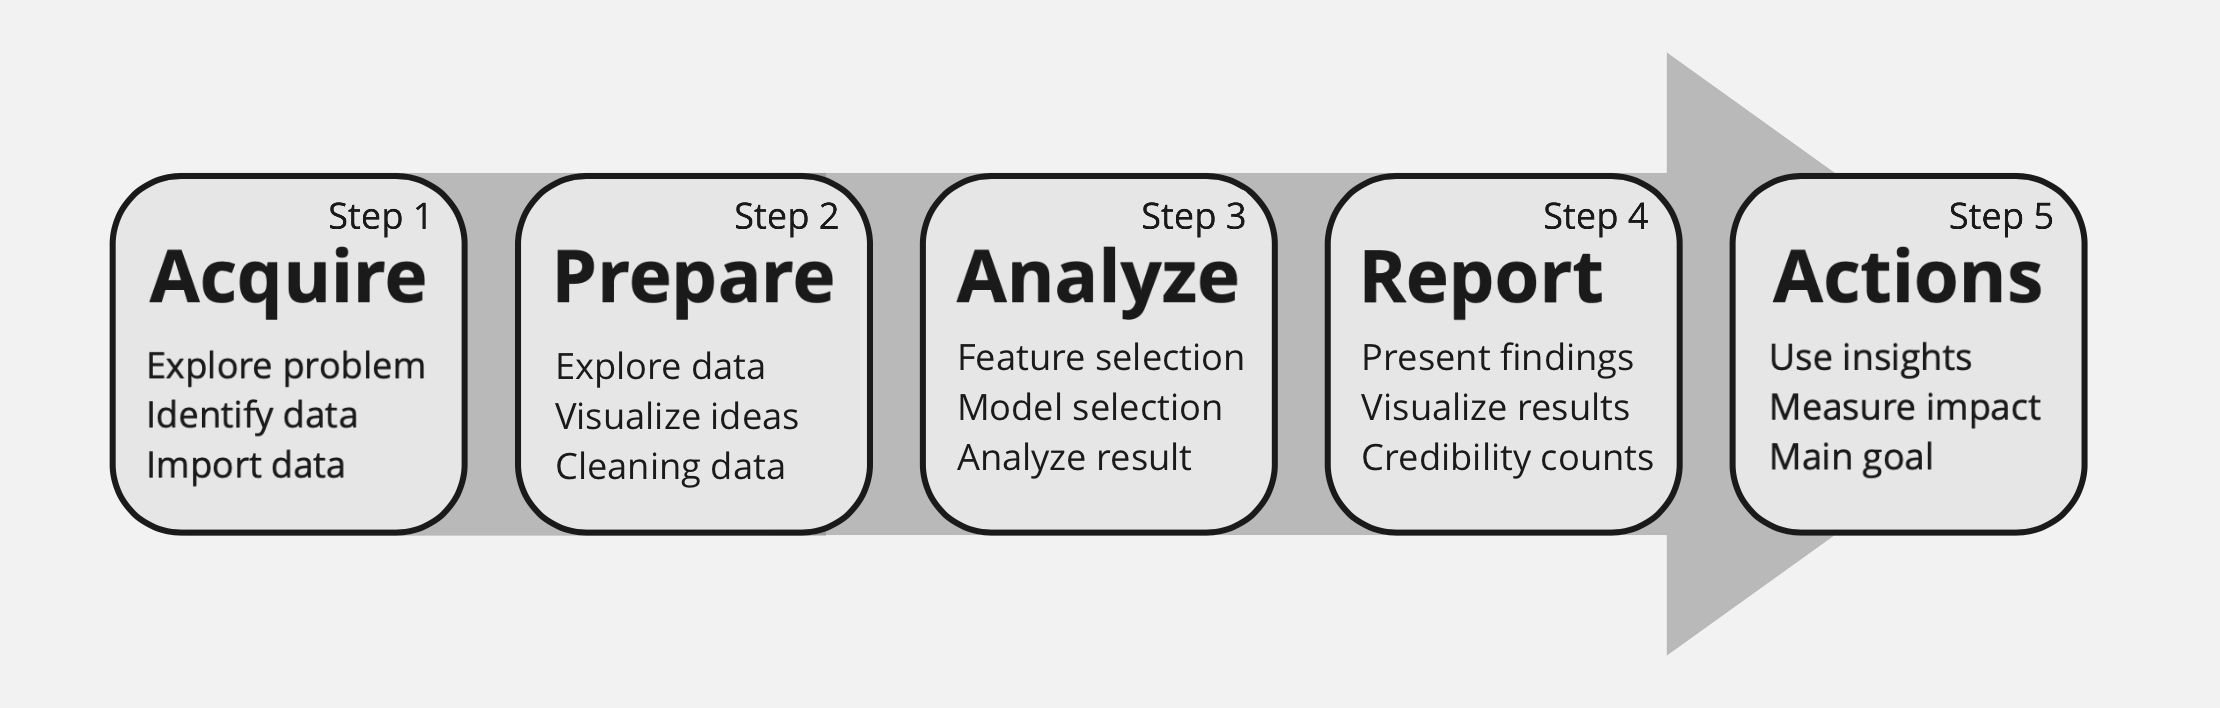 Step 1
Acquire
Explore problem
Identify data
Import data
Step 2
Prepare
Explore data
Visualize ideas
Cleaning data
Step 3
Analyze
Feature selection
Model selection
Analyze result
Step 4
Report
Present findings
Visualize results
Credibility counts
Step 5
Actions
Use insights
Measure impact
Main goal